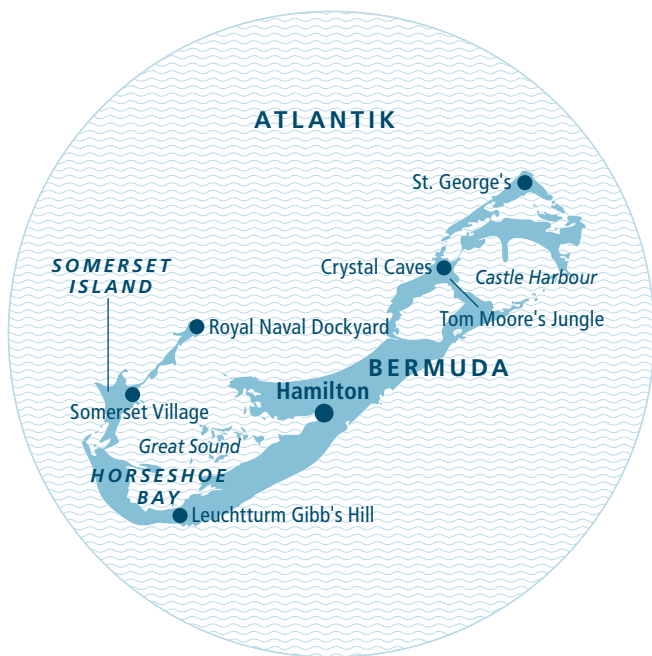 ATLANTIK
St. George's
Crystal Caves
Castle Harbour
SOMERSET
ISLAND
Tom Moore's Jungle
Royal Naval Dockyard
BERMUDA
Hamilton
Somerset Village
Great Sound
HORSESHOE
BAY
Leuchtturm Gibb's Hill